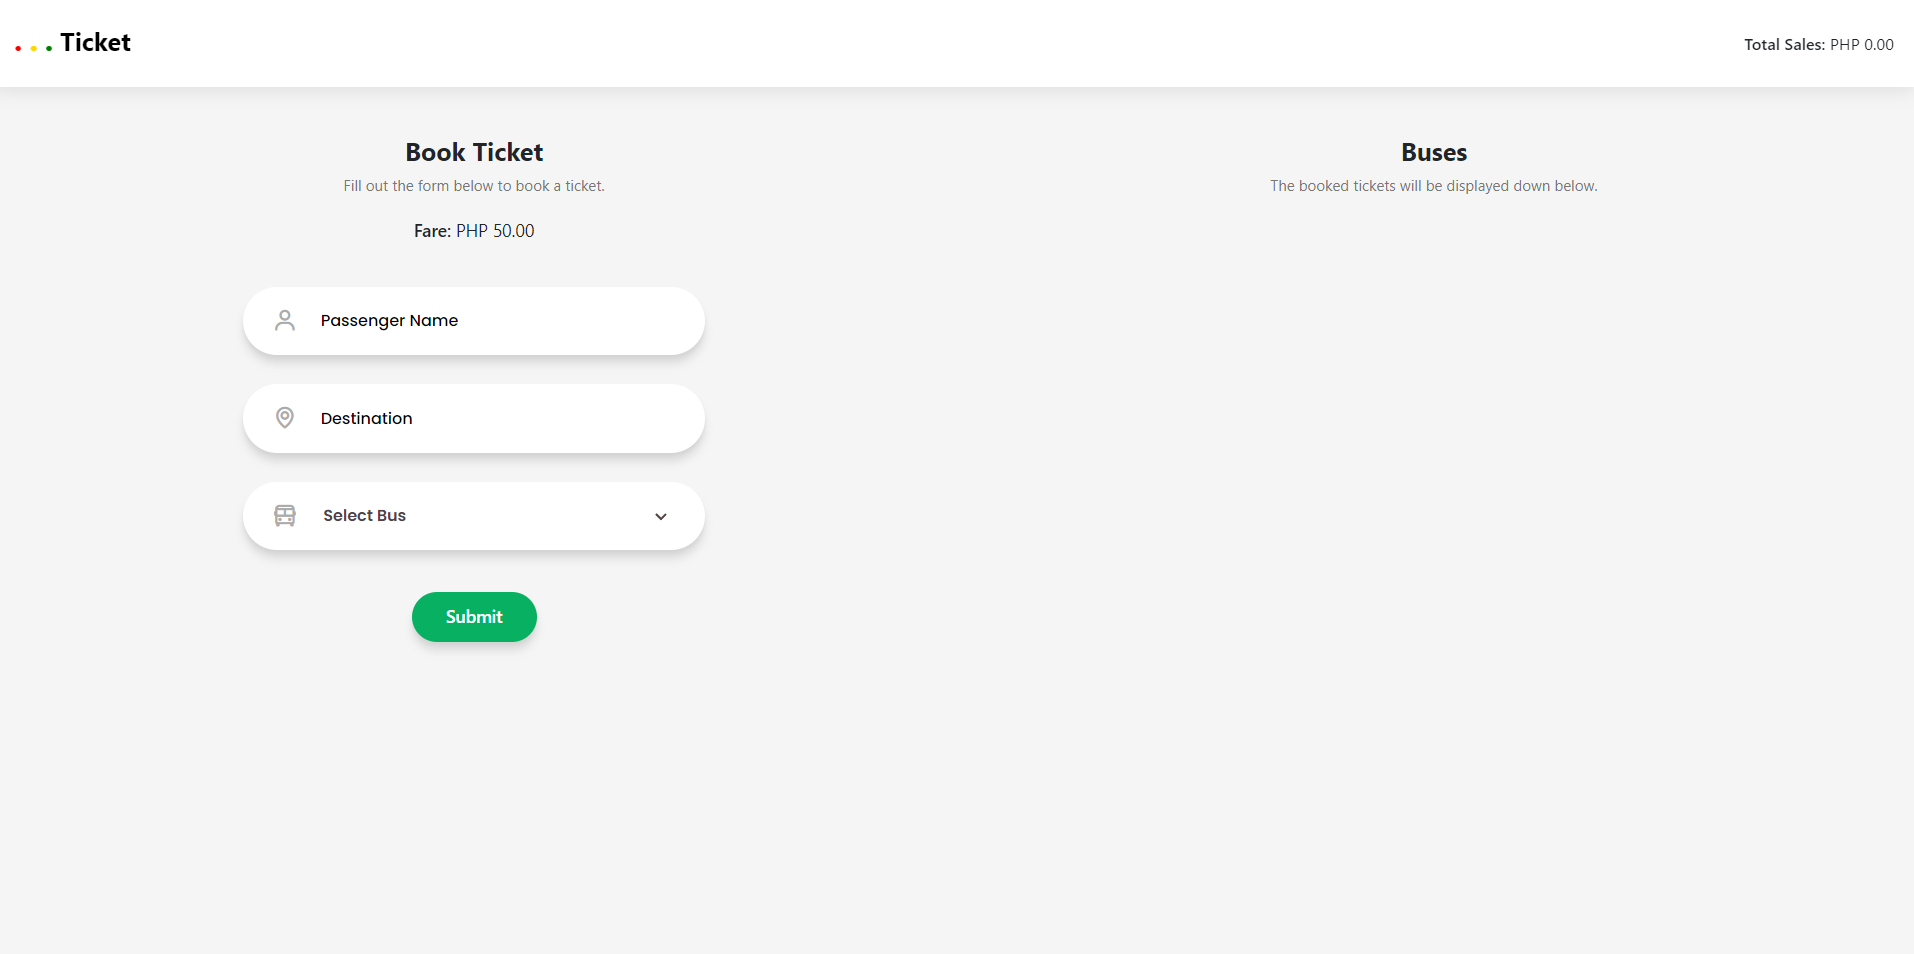 Ticket
Total Sales: PHP 0.00
Book Ticket
Fill out the form below to book a ticket.
Fare: PHP 50.00
Passenger Name
Destination
Select Bus
Submit
Buses
The booked tickets will be displayed down below.